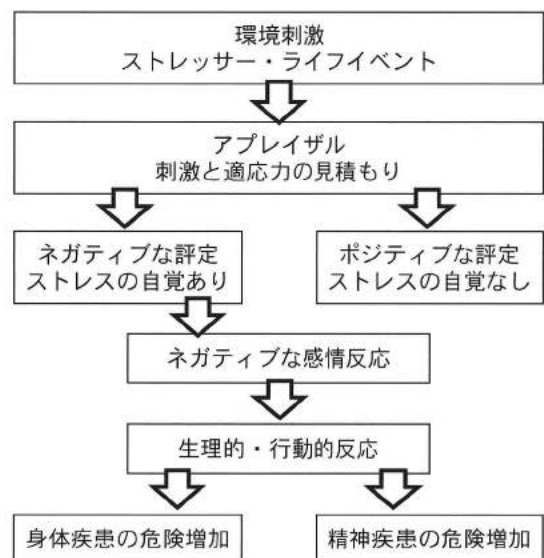 環境刺激
ストレッサー・ライフイベント
アプレイザル
刺激と適応力の見積もり
ネガティブな評定
ストレスの自覚あり
ポジティブな評定
ストレスの自覚なし
ネガティブな感情反応
生理的・行動的反応
身体疾患の危険増加
精神疾患の危険増加